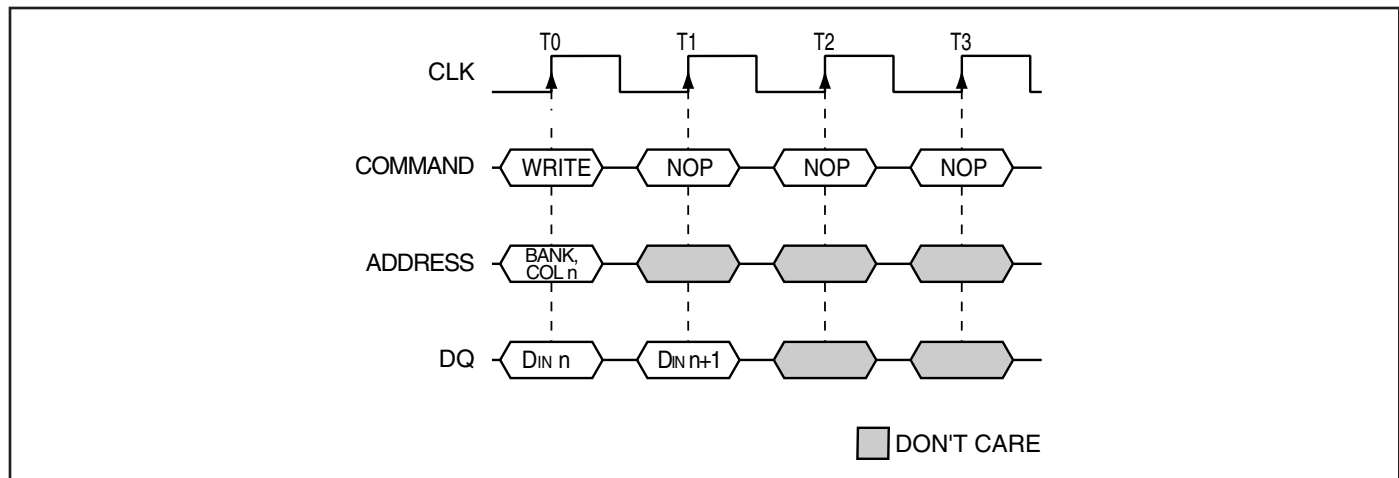 T0 T1 T2 T3
CLK
COMMAND WRITE NOP NOP NOP
ADDRESS BANK,
COL n
DQ DIN n DIN n+1
DON'T CARE